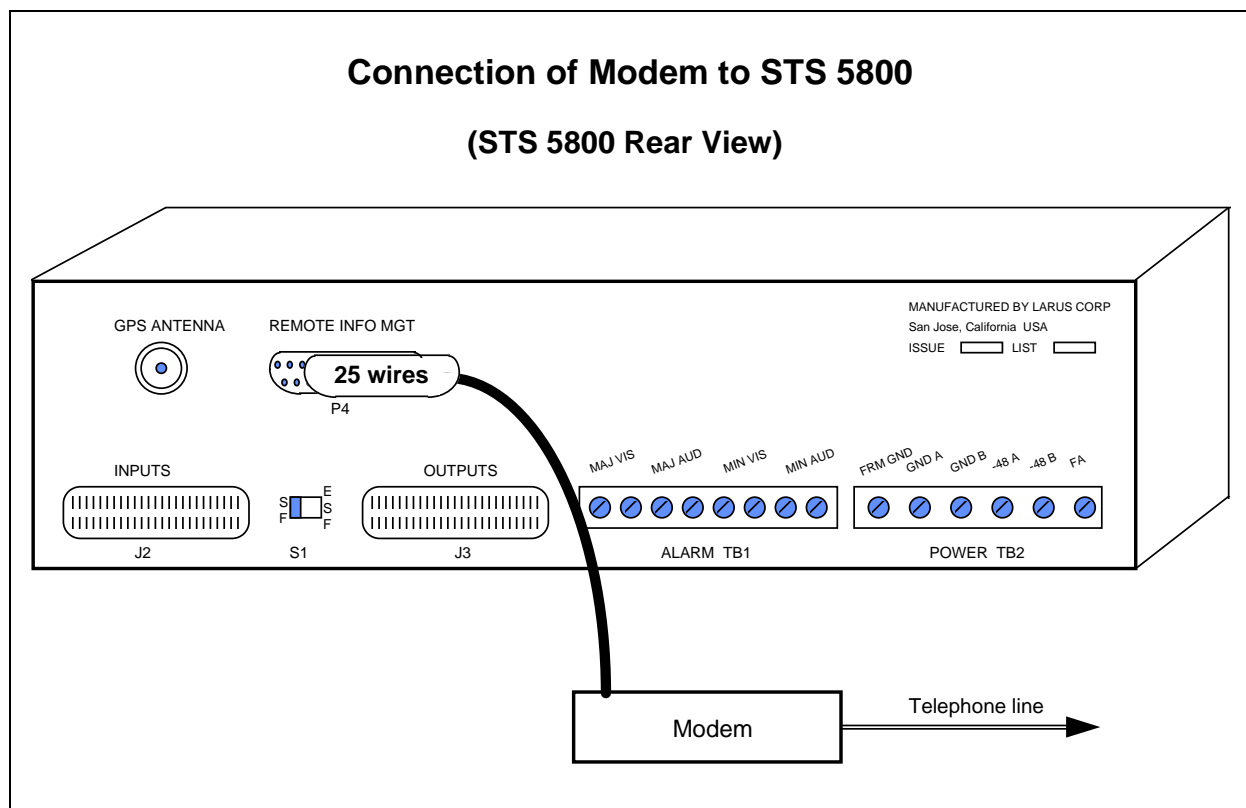 Connection of Modem to STS 5800
(STS 5800 Rear View)
GPS ANTENNA
REMOTE INFO MGT
25 wires
P4
MANUFACTURED BY LARUS CORP
San Jose, California USA
ISSUE LIST
INPUTS
J2
S
F
E
S
F
S1
OUTPUTS
J3
MAJ VIS MAJ AUD MIN VIS MIN AUD
ALARM TB1
FRM GND GND A GND B -48 A -48 B FA
POWER TB2
Modem
Telephone line